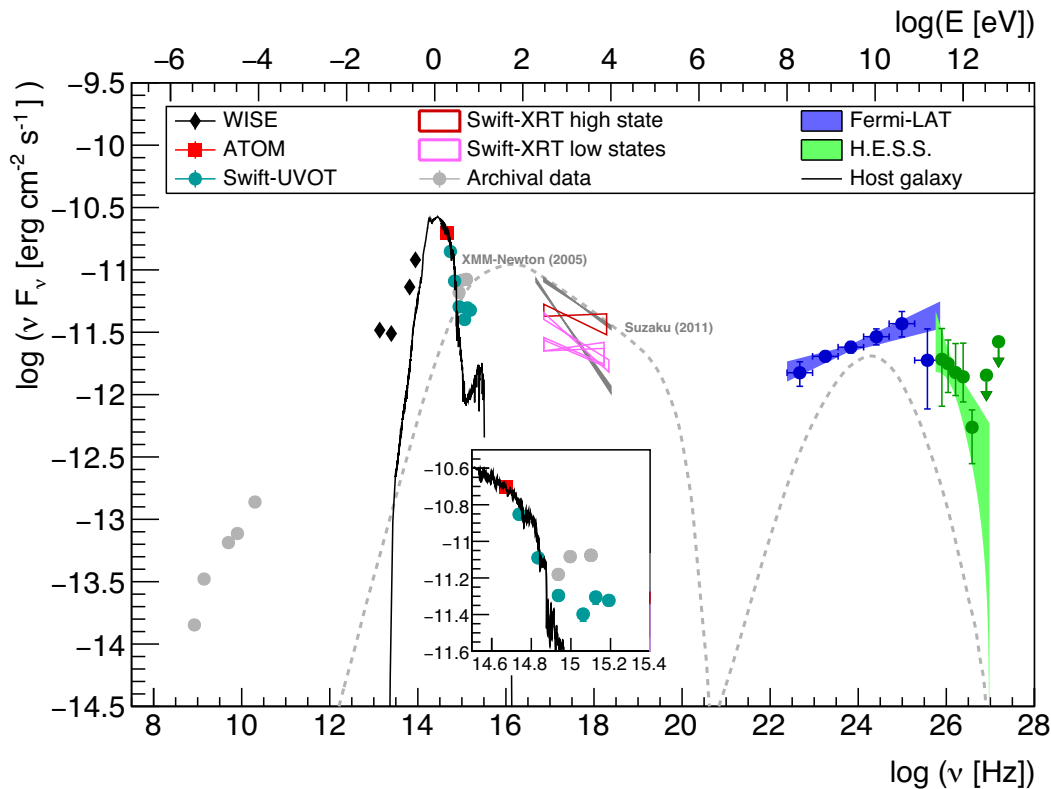 log(E [eV])
−6 −4 −2 0 2 4 6 8 10 12
log (ν Fν [erg cm-2 s-1] )
−9.5
−10
−10.5
−11
−11.5
−12
−12.5
−13
−13.5
−14
−14.5
WISE
ATOM
Swift-UVOT
Swift-XRT high state
Swift-XRT low states
Archival data
Fermi-LAT
H.E.S.S.
Host galaxy
XMM-Newton (2005)
Suzaku (2011)
−10.6
−10.8
−11
−11.2
−11.4
−11.6
14.6 14.8 15 15.2 15.4
8 10 12 14 16 18 20 22 24 26 28
log (ν [Hz])